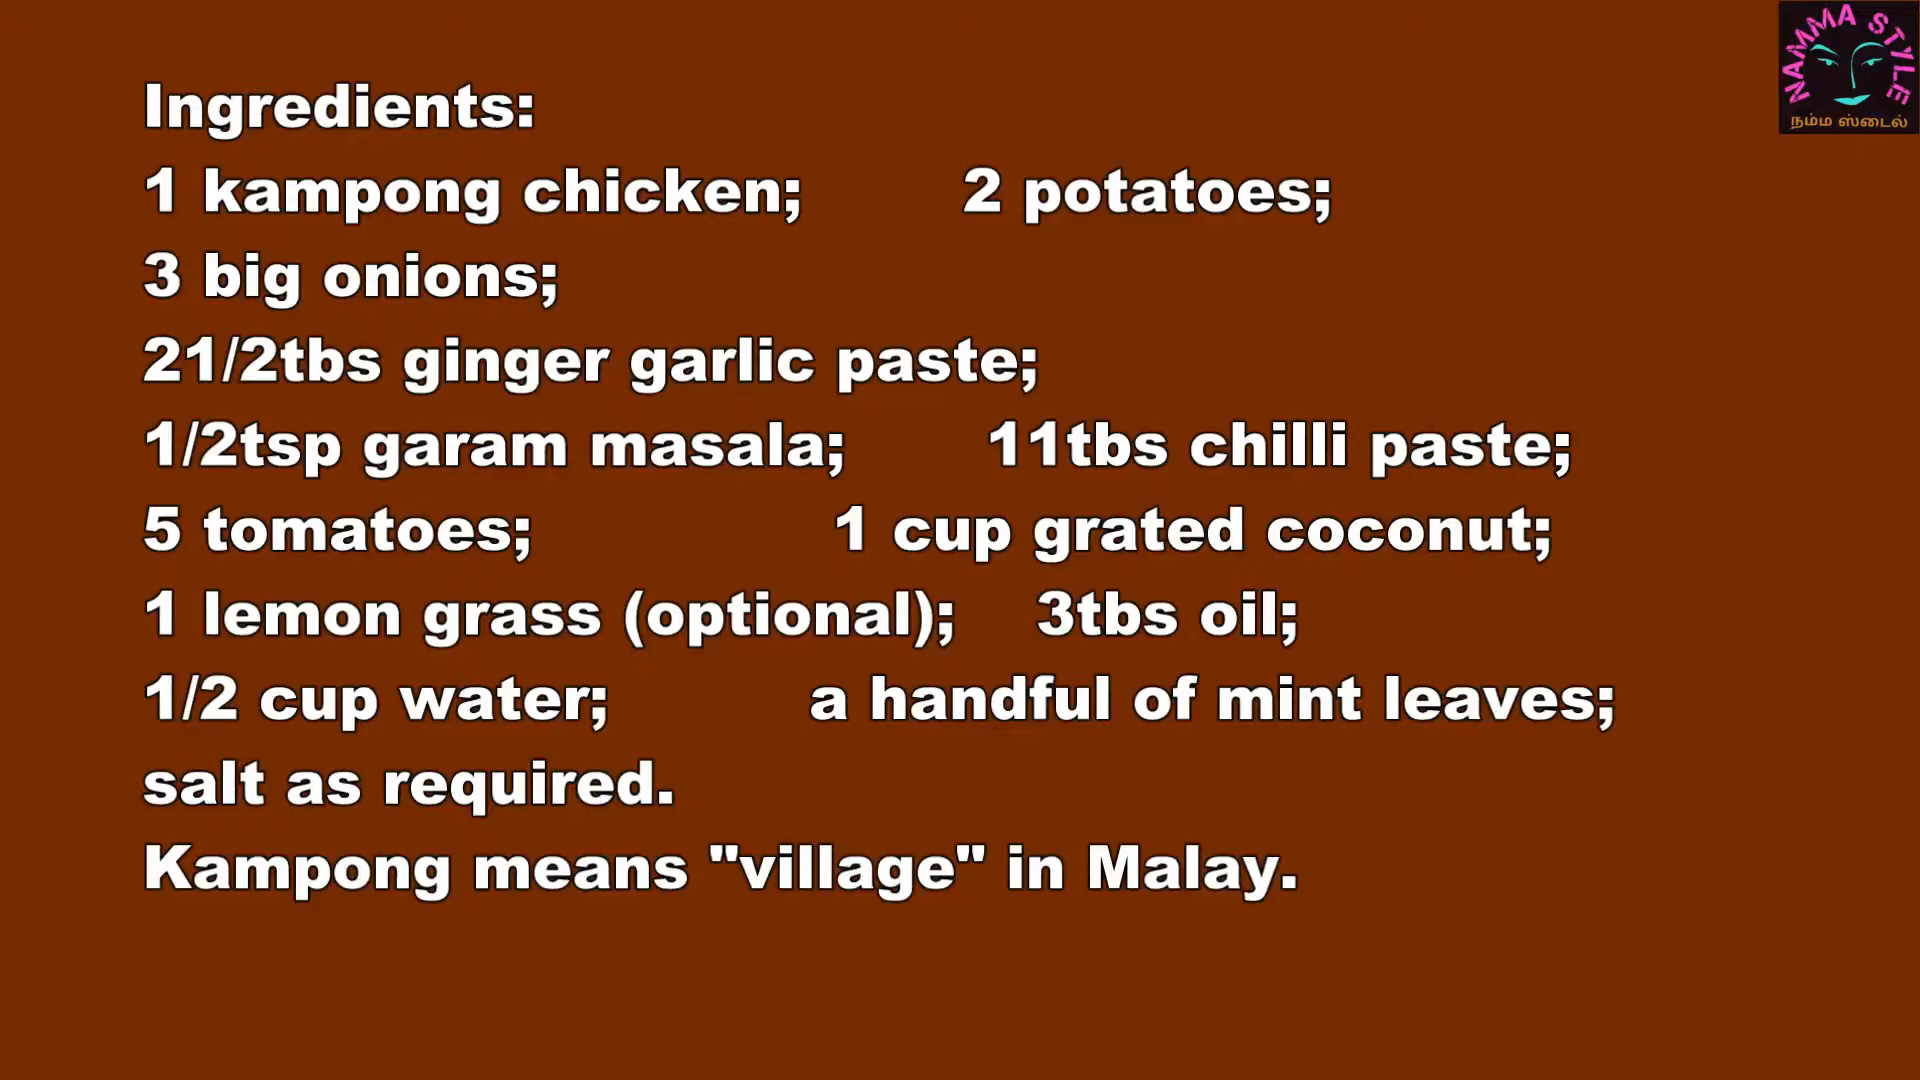 NAMMA STYLE
நம்ம ஸ்டைல்
Ingredients:
1 kampong chicken; 2 potatoes;
3 big onions;
21/2tbs ginger garlic paste;
1/2tsp garam masala; 11tbs chilli paste;
5 tomatoes; 1 cup grated coconut;
1 lemon grass (optional); 3tbs oil;
1/2 cup water; a handful of mint leaves;
salt as required.
Kampong means "village" in Malay.